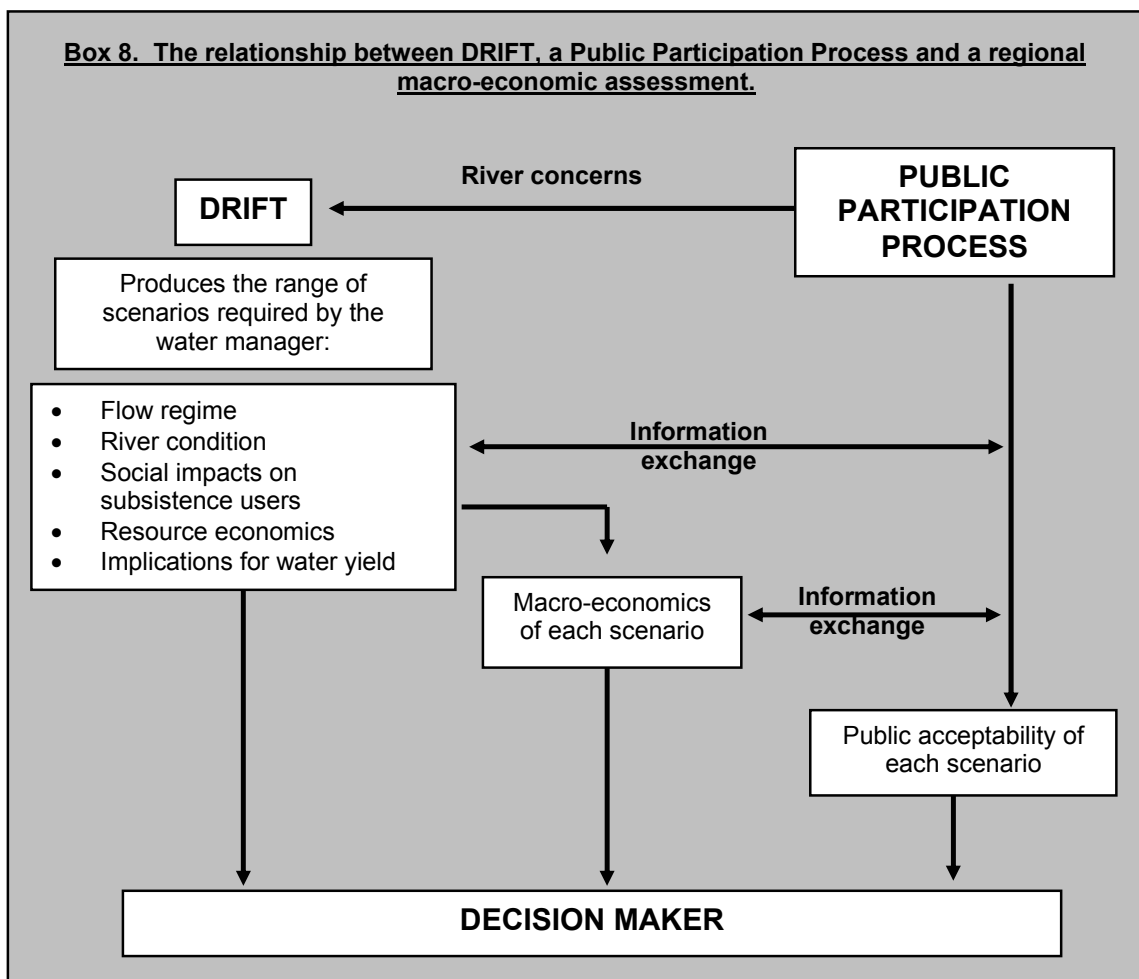 Box 8.  The relationship between DRIFT, a Public Participation Process and a regional
macro-economic assessment.
River concerns
PUBLIC
PARTICIPATION
PROCESS
DRIFT
Produces the range of
scenarios required by the
water manager:
• Flow regime
• River condition
• Social impacts on
subsistence users
• Resource economics
• Implications for water yield
Information
exchange
Macro-economics
of each scenario
Information
exchange
Public acceptability of
each scenario
DECISION MAKER